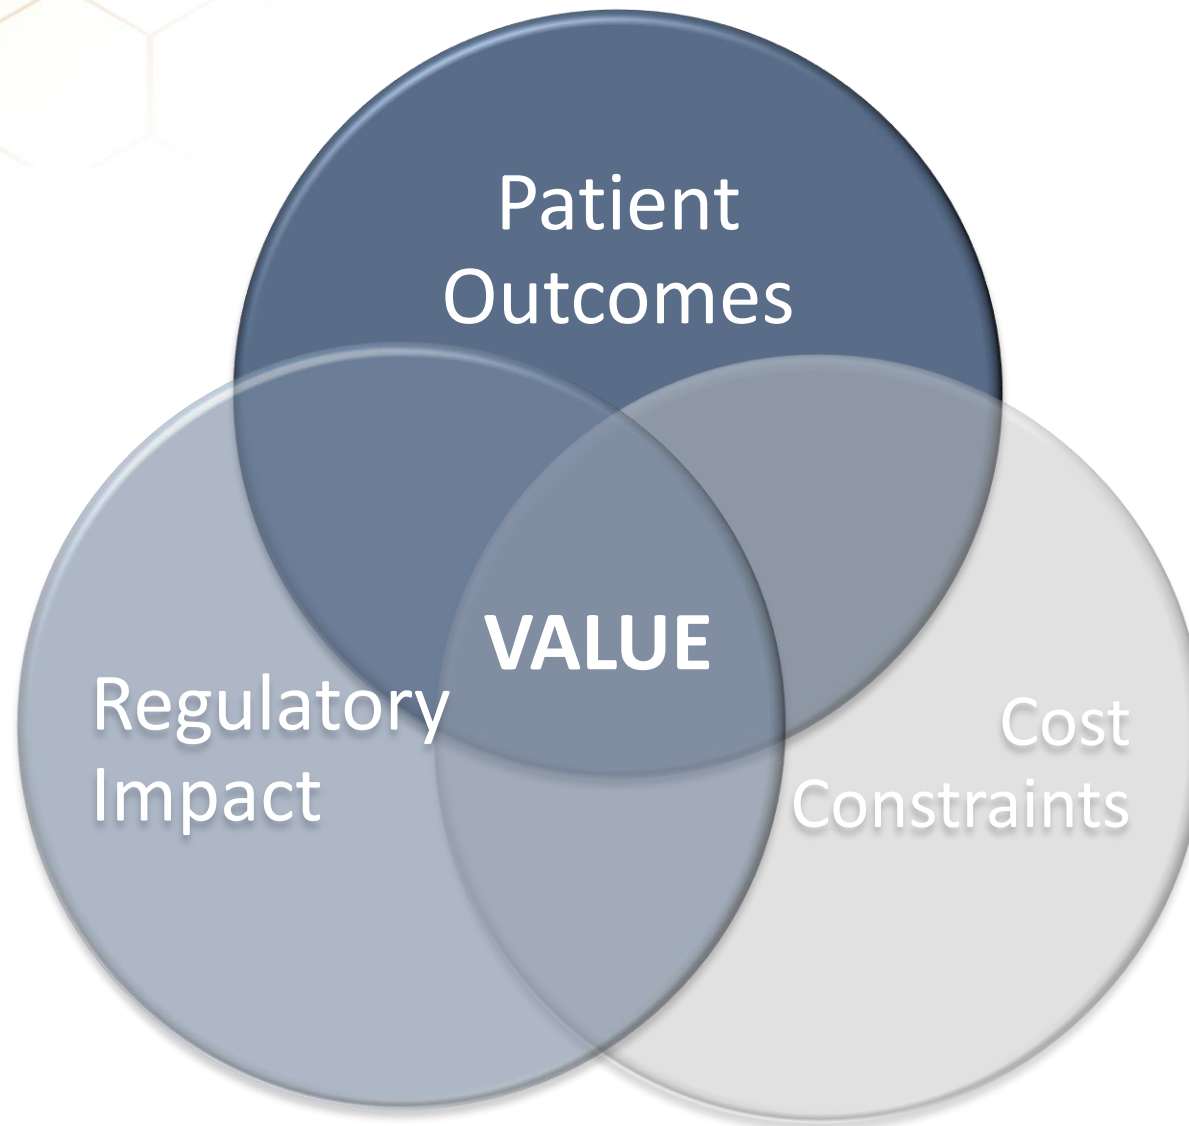 Patient
Outcomes
VALUE
Regulatory
Impact
Cost
Constraints